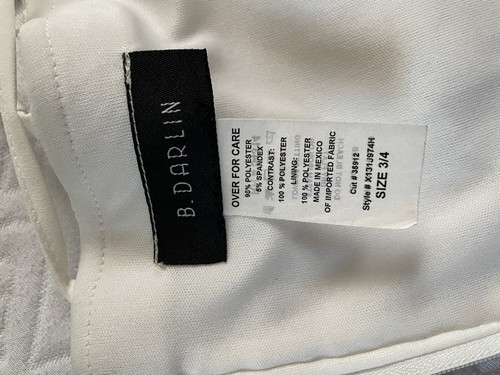 B. DARLIN
OVER FOR CARE
95% POLYESTER
5% SPANDEX
CONTRAST:
100 % POLYESTER
LINING:
100 % POLYESTER
MADE IN MEXICO
OF IMPORTED FABRIC
Cut # 35912
Style # X131J974H
SIZE 3/4